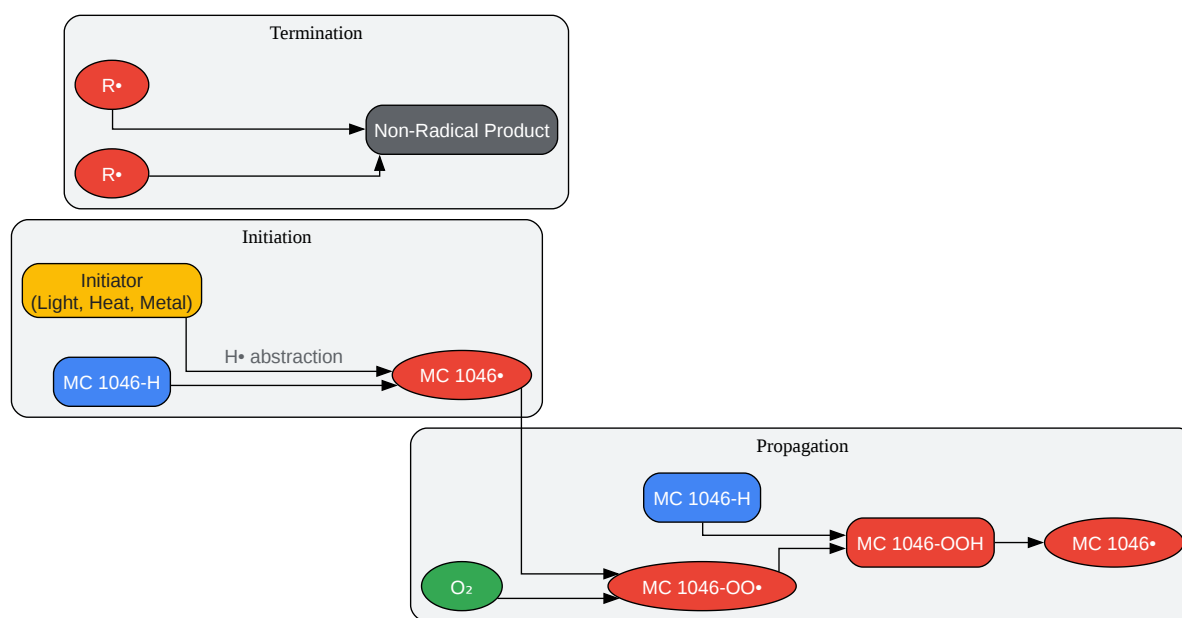 Termination
R•
Non-Radical Product
R•
Initiation
Initiator
(Light, Heat, Metal)
H• abstraction
MC 1046-H
MC 1046•
Propagation
MC 1046-H
MC 1046-OOH
MC 1046•
O₂
MC 1046-OO•